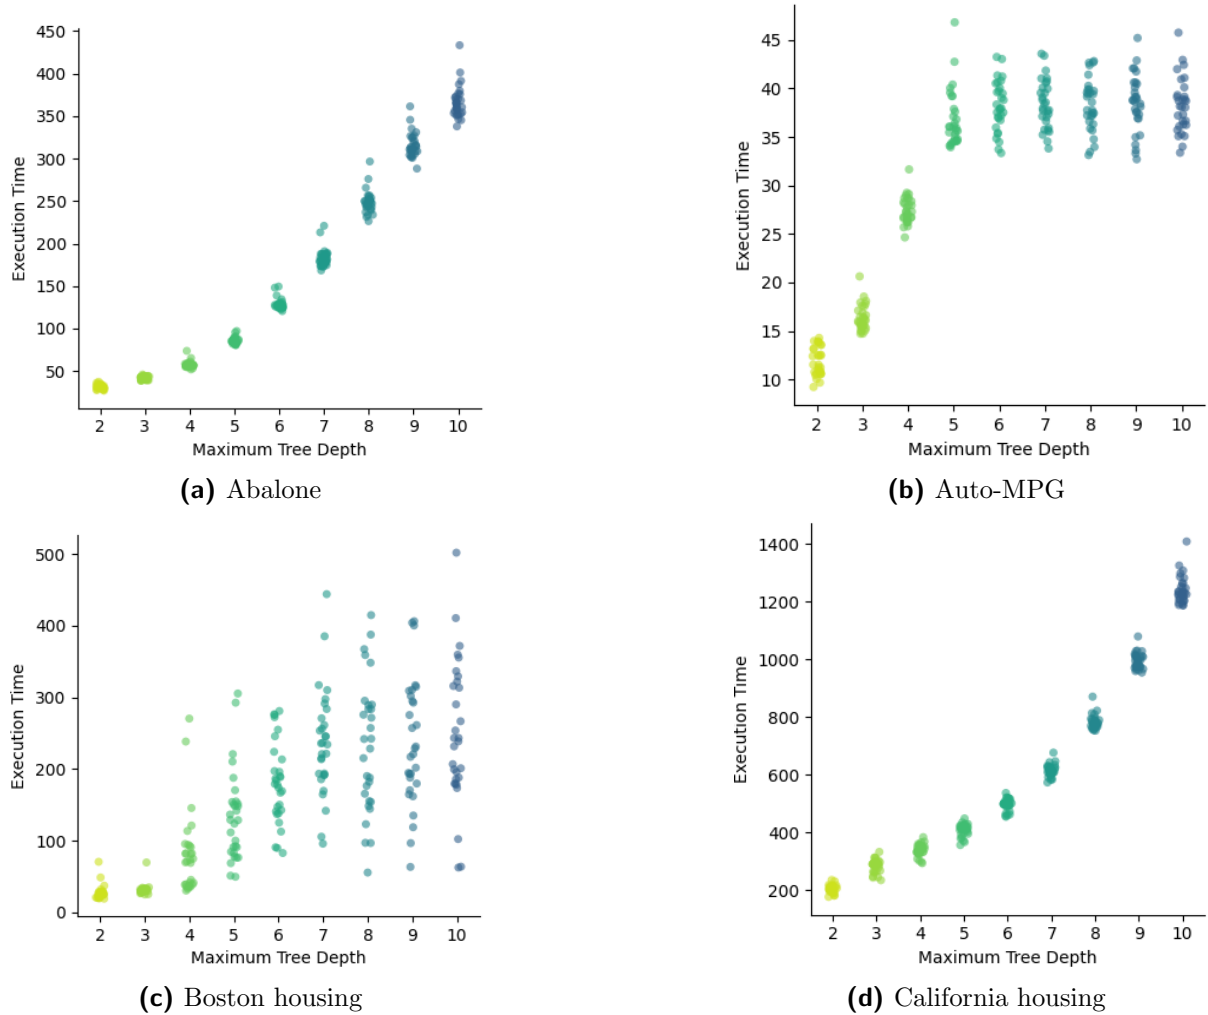 450
400
350
300
250
200
150
100
50
Execution Time
2 3 4 5 6 7 8 9 10
Maximum Tree Depth
(a) Abalone
45
40
35
30
25
20
15
10
Execution Time
2 3 4 5 6 7 8 9 10
Maximum Tree Depth
(b) Auto-MPG
500
400
300
200
100
0
Execution Time
2 3 4 5 6 7 8 9 10
Maximum Tree Depth
(c) Boston housing
1400
1200
1000
800
600
400
200
Execution Time
2 3 4 5 6 7 8 9 10
Maximum Tree Depth
(d) California housing